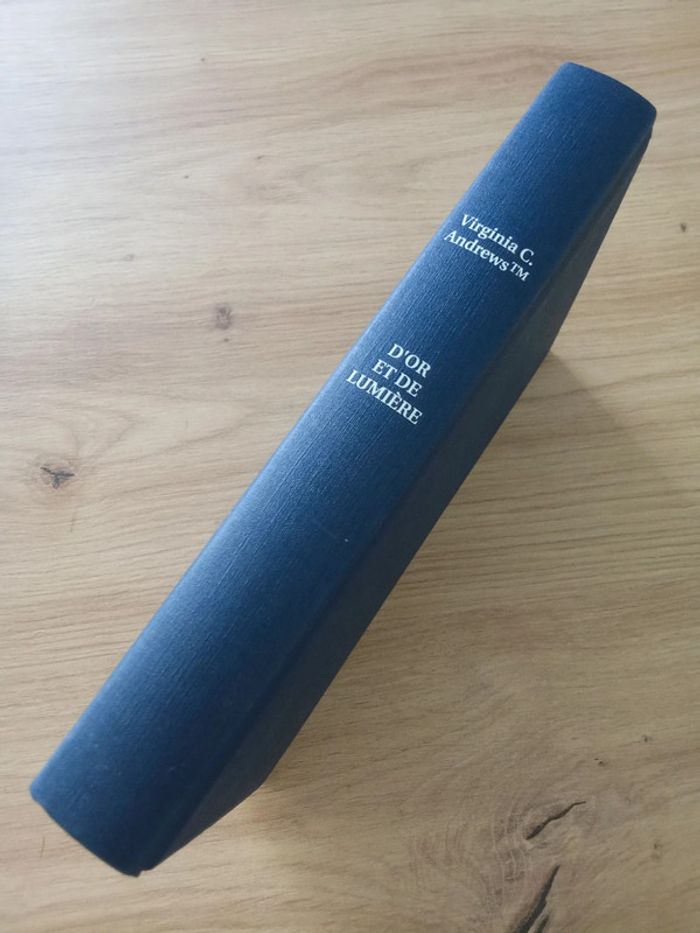 Virginia C.
Andrews™
D'OR
ET DE
LUMIÈRE